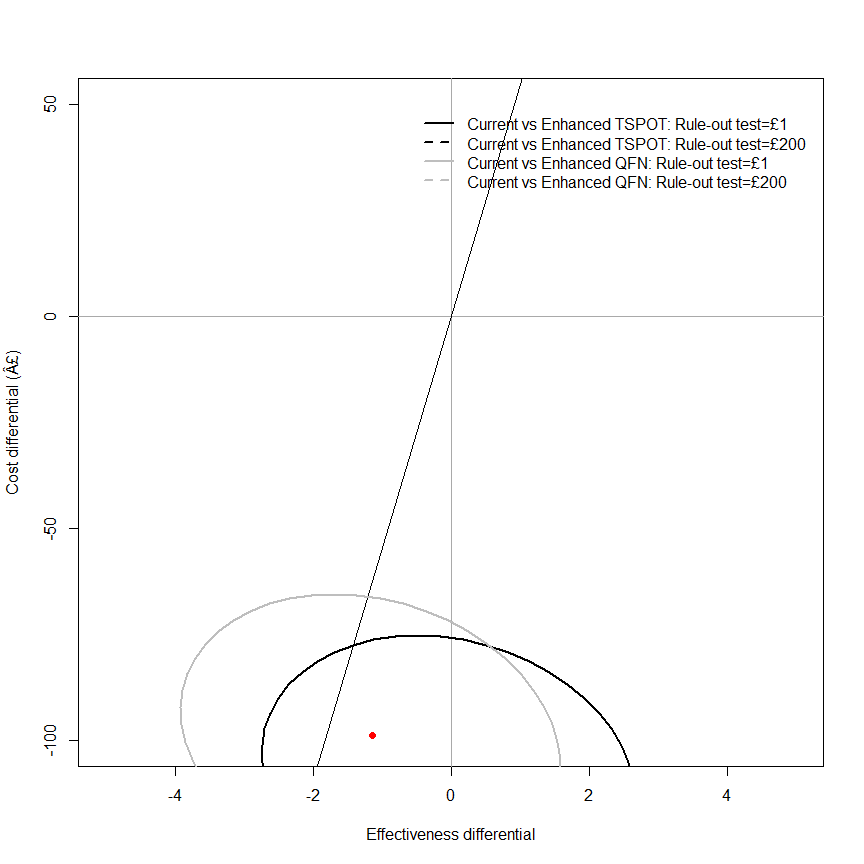 Current vs Enhanced TSPOT: Rule-out test=£1
Current vs Enhanced TSPOT: Rule-out test=£200
Current vs Enhanced QFN: Rule-out test=£1
Current vs Enhanced QFN: Rule-out test=£200
Cost differential (Â£)
50
0
-50
-100
-4
-2
0
2
4
Effectiveness differential